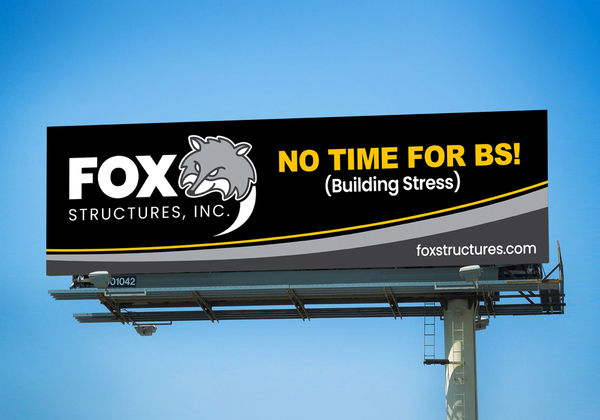 FOX
STRUCTURES, INC.
NO TIME FOR BS!
(Building Stress)
foxstructures.com
01042